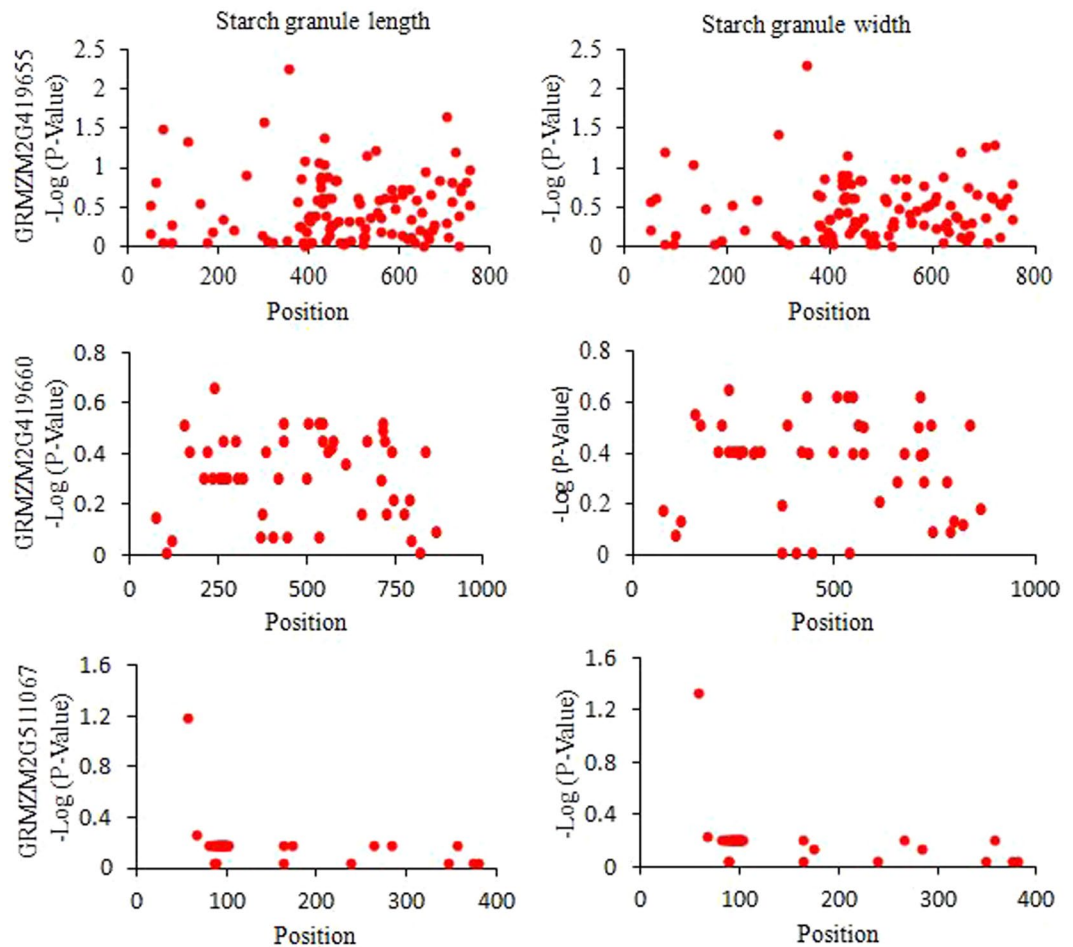 Starch granule length
Starch granule width
GRMZM2G419655
-Log (P-Value)
2.5
2
1.5
1
0.5
0
0 200 400 600 800
Position
-Log (P-Value)
2.5
2
1.5
1
0.5
0
0 200 400 600 800
Position
GRMZM2G419660
-Log (P-Value)
0.8
0.6
0.4
0.2
0
0 250 500 750 1000
Position
-Log (P-Value)
0.8
0.6
0.4
0.2
0
0 500 1000
Position
GRMZM2G511067
-Log (P-Value)
1.6
1.2
0.8
0.4
0
0 100 200 300 400
Position
-Log (P-Value)
1.6
1.2
0.8
0.4
0
0 100 200 300 400
Position